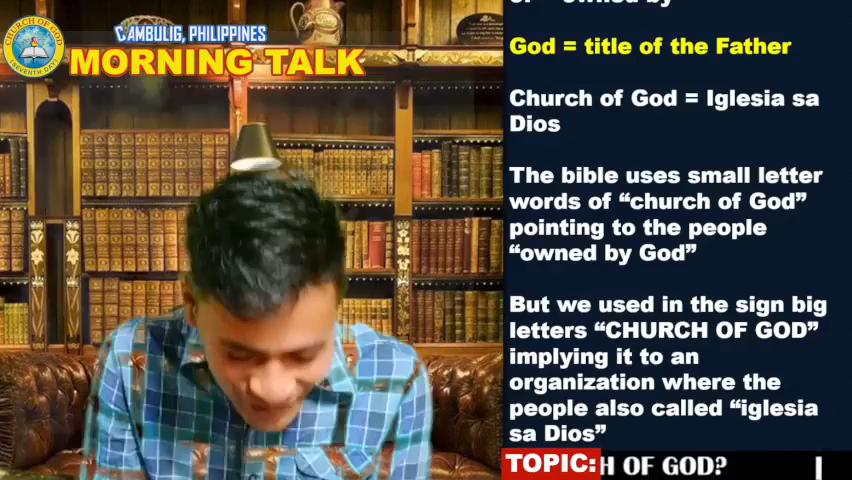 CHURCH OF GOD
(SEVENTH DAY)
CAMBULIG, PHILIPPINES
MORNING TALK
"owned by
God = title of the Father
Church of God = Iglesia sa
Dios
The bible uses small letter
words of “church of God”
pointing to the people
“owned by God”
But we used in the sign big
letters “CHURCH OF GOD”
implying it to an
organization where the
people also called “iglesia
sa Dios”
TOPIC:
H OF GOD?